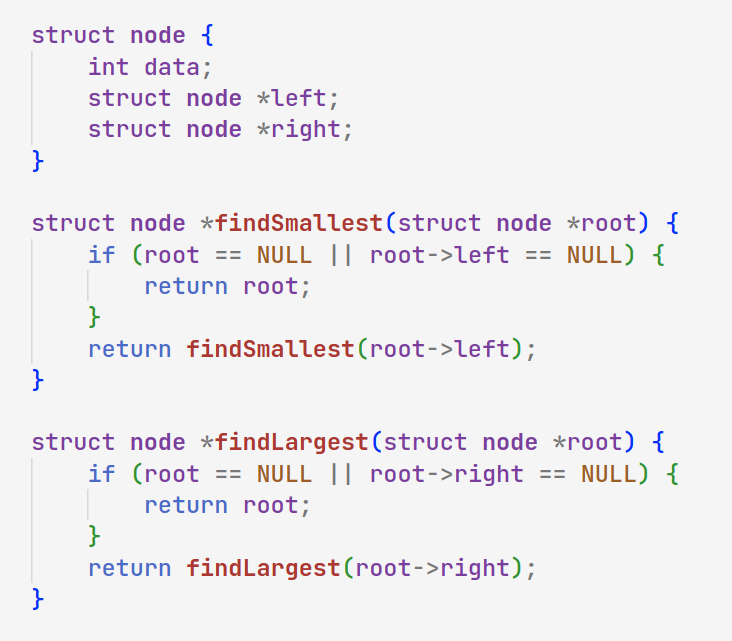 struct node {
    int data;
    struct node *left;
    struct node *right;
}

struct node *findSmallest(struct node *root) {
    if (root == NULL || root->left == NULL) {
        return root;
    }
    return findSmallest(root->left);
}

struct node *findLargest(struct node *root) {
    if (root == NULL || root->right == NULL) {
        return root;
    }
    return findLargest(root->right);
}